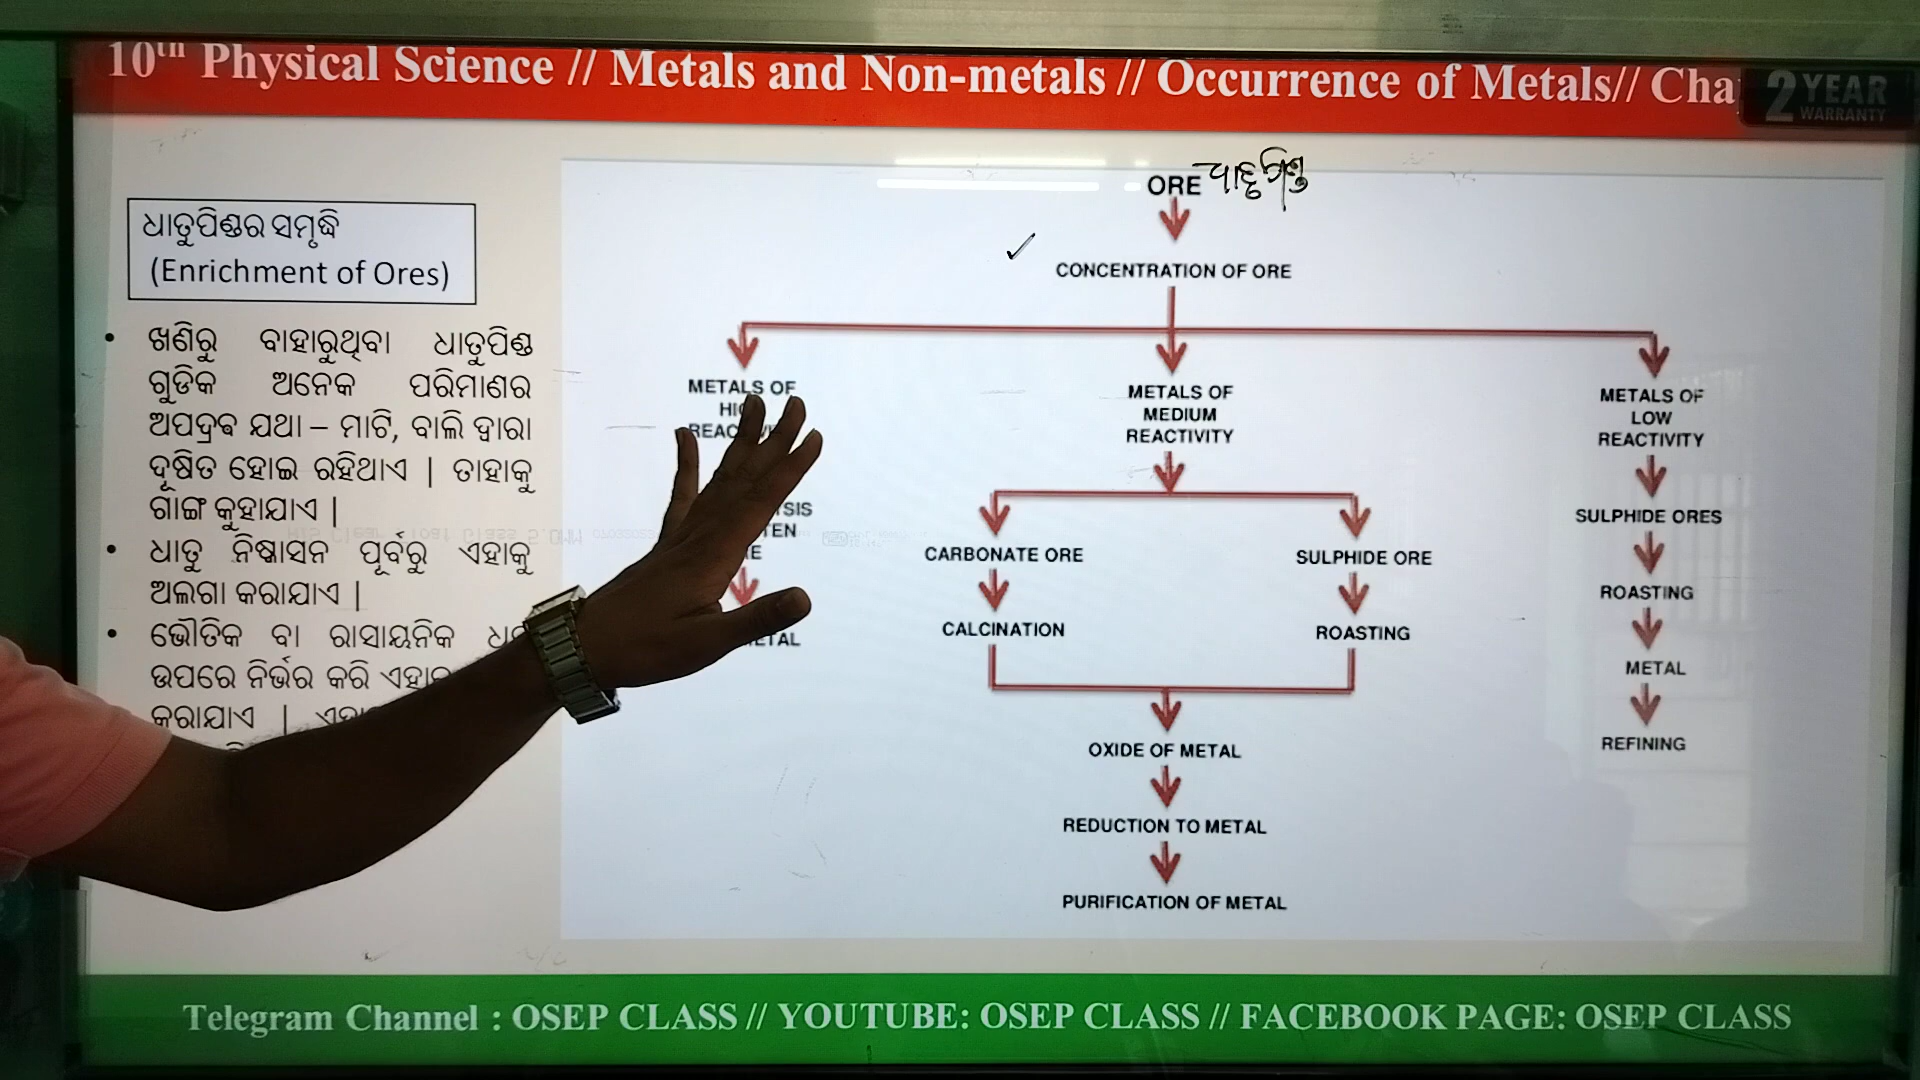 10th Physical Science // Metals and Non-metals // Occurrence of Metals// Cha
2 YEAR
WARRANTY
ଧାତୁପିଣ୍ଡର ସମୃଦ୍ଧି
(Enrichment of Ores)
• ଖଣିରୁ ବାହାରୁଥିବା ଧାତୁପିଣ୍ଡ
ଗୁଡିକ ଅନେକ ପରିମାଣର
ଅପଦ୍ରବ ଯଥା – ମାଟି, ବାଲି ଦ୍ୱାରା
ଦୂଷିତ ହୋଇ ରହିଥାଏ | ତାହାକୁ
ଗାଙ୍ଗ କୁହାଯାଏ |
• ଧାତୁ ନିଷ୍କାସନ ପୂର୍ବରୁ ଏହାକୁ
ଅଲଗା କରାଯାଏ |
• ଭୌତିକ ବା ରାସାୟନିକ
ଉପରେ ନିର୍ଭର କରି
କରାଯାଏ |
ORE ଧାତୁପିଣ୍ଡ
CONCENTRATION OF ORE
METALS OF
METALS OF
MEDIUM
REACTIVITY
METALS OF
LOW
REACTIVITY
CARBONATE ORE
SULPHIDE ORE
SULPHIDE ORES
CALCINATION
ROASTING
ROASTING
METAL
OXIDE OF METAL
REFINING
REDUCTION TO METAL
PURIFICATION OF METAL
Telegram Channel : OSEP CLASS // YOUTUBE: OSEP CLASS // FACEBOOK PAGE: OSEP CLASS